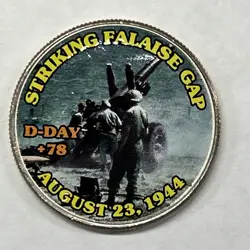 STRIKING FALAISE GAP
D-DAY
+78
AUGUST 23, 1944